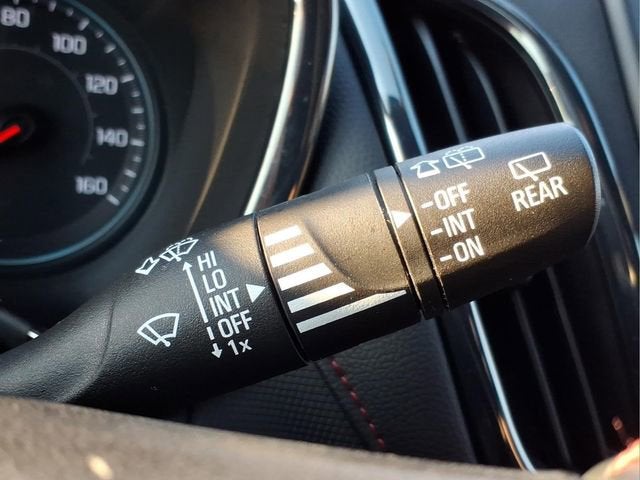 80
100
120
140
160
HI
LO
INT
OFF
1x
-OFF
-INT
-ON
REAR